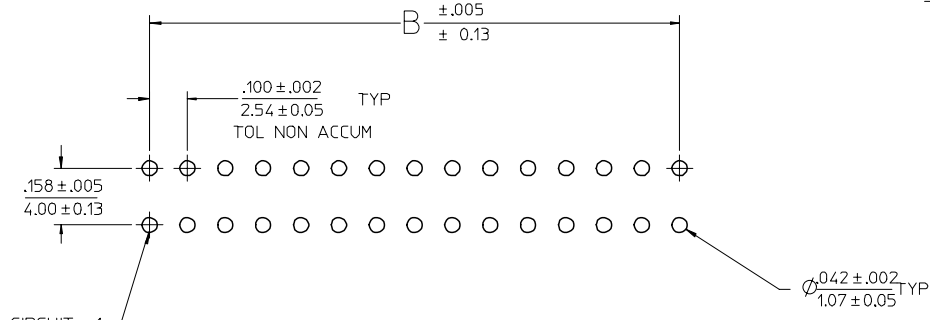 B ±.005
± 0.13
.100±.002
2.54±0.05 TYP
TOL NON ACCUM
.158±.005
4.00±0.13
Ø.042±.002 TYP
1.07±0.05